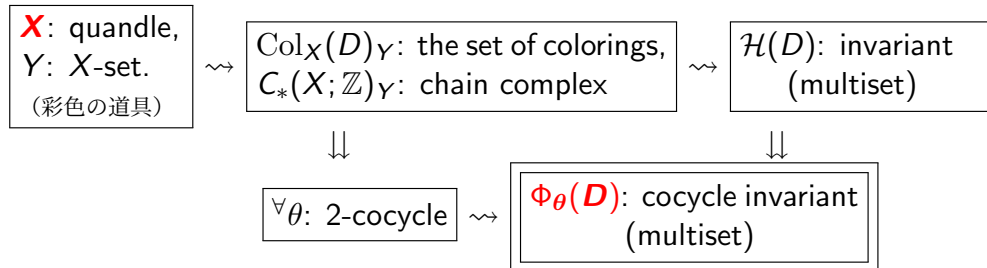 X: quandle,
Y: X-set.
（彩色の道具）
⇝
Col_X(D)_Y: the set of colorings,
C_*(X;ℤ)_Y: chain complex
⇝
ℋ(D): invariant
(multiset)
⇓
⇓
∀θ: 2-cocycle
⇝
Φ_θ(D): cocycle invariant
(multiset)